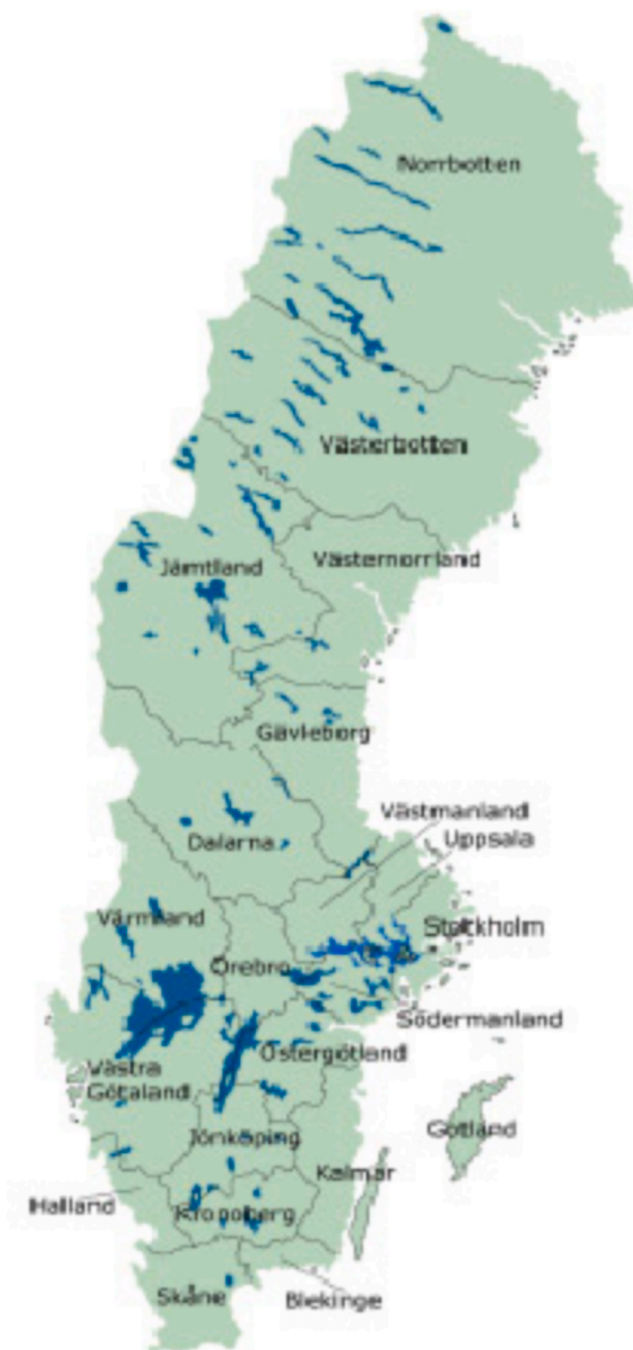 Norrbotten
Västerbotten
Västernorrland
Jämtland
Gävleborg
Västmanland
Uppsala
Dalarna
Värmland
Stockholm
Örebro
Södermanland
Östergötland
Västra
Götaland
Gotland
Jönköping
Kalmar
Halland
Kronoberg
Skåne
Blekinge